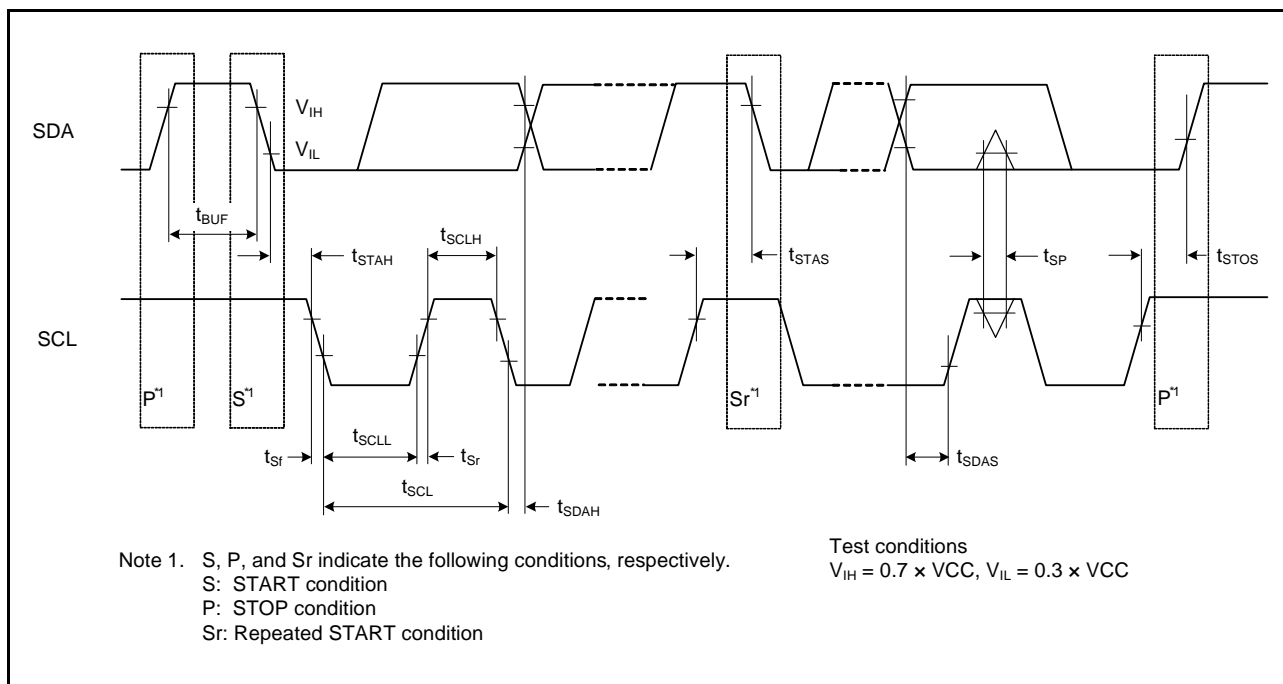 SDA
V_IH
V_IL
t_BUF
t_STAH
t_SCLH
t_STAS
t_SP
t_STOS
SCL
P*1
S*1
Sr*1
P*1
t_Sf
t_SCLL
t_Sr
t_SDAS
t_SCL
t_SDAH
Note 1. S, P, and Sr indicate the following conditions, respectively.
S: START condition
P: STOP condition
Sr: Repeated START condition
Test conditions
V_IH = 0.7 × VCC, V_IL = 0.3 × VCC